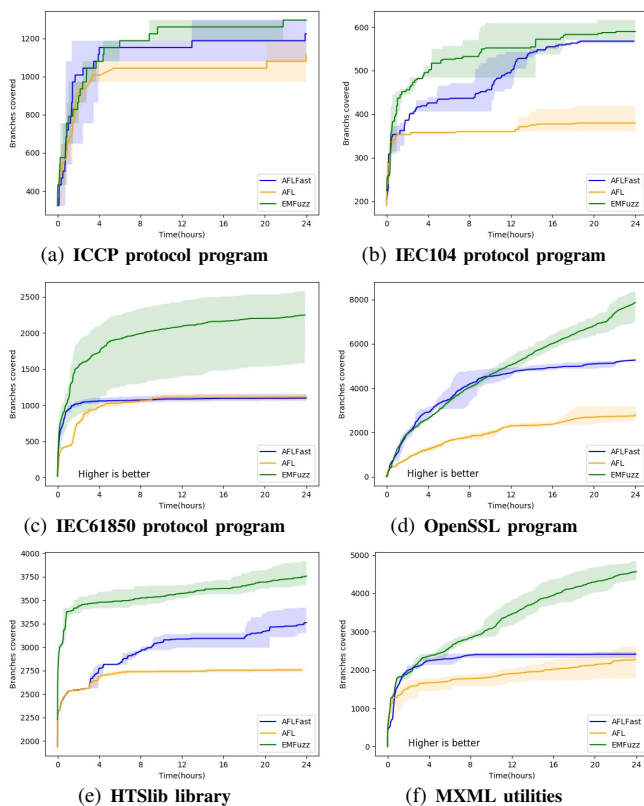 Branches covered
1200
1000
800
600
400
0 4 8 12 16 20 24
Time(hours)
AFLFast
AFL
EMFuzz
(a) ICCP protocol program
Branchs covered
600
500
400
300
200
0 4 8 12 16 20 24
Time(hours)
AFLFast
AFL
EMFuzz
(b) IEC104 protocol program
Branches covered
2500
2000
1500
1000
500
0
0 4 8 12 16 20 24
Time(hours)
Higher is better
AFLFast
AFL
EMFuzz
(c) IEC61850 protocol program
Branches covered
8000
6000
4000
2000
0
0 4 8 12 16 20 24
Time(hours)
Higher is better
AFLFast
AFL
EMFuzz
(d) OpenSSL program
Branches covered
4000
3750
3500
3250
3000
2750
2500
2250
2000
0 4 8 12 16 20 24
Time(hours)
AFLFast
AFL
EMFuzz
(e) HTSlib library
Branches covered
5000
4000
3000
2000
1000
0
0 4 8 12 16 20 24
Time(hours)
Higher is better
AFLFast
AFL
EMFuzz
(f) MXML utilities